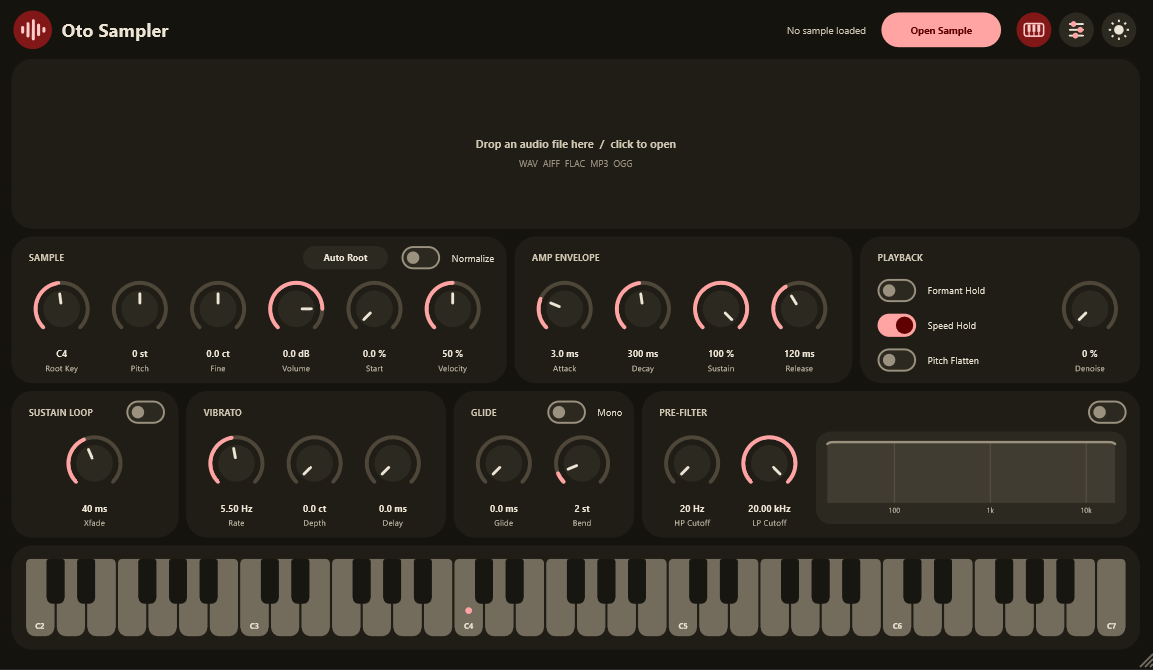 Oto Sampler
No sample loaded
Open Sample
Drop an audio file here / click to open
WAV AIFF FLAC MP3 OGG
SAMPLE
Auto Root
Normalize
C4
0 st
0.0 ct
0.0 dB
0.0 %
50 %
Root Key
Pitch
Fine
Volume
Start
Velocity
AMP ENVELOPE
3.0 ms
300 ms
100 %
120 ms
Attack
Decay
Sustain
Release
PLAYBACK
Formant Hold
Speed Hold
Pitch Flatten
0 %
Denoise
SUSTAIN LOOP
40 ms
Xfade
VIBRATO
5.50 Hz
0.0 ct
0.0 ms
Rate
Depth
Delay
GLIDE
Mono
0.0 ms
2 st
Glide
Bend
PRE-FILTER
20 Hz
20.00 kHz
HP Cutoff
LP Cutoff
100
1k
10k
C2
C3
C4
C5
C6
C7